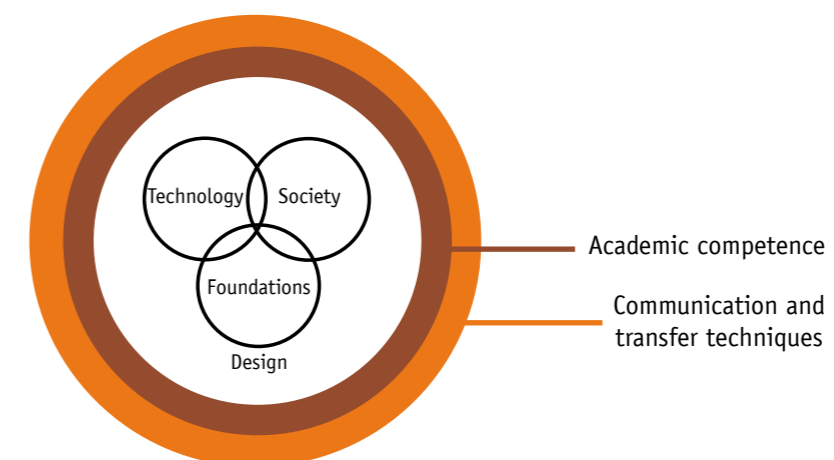 Technology
Society
Foundations
Design
Academic competence
Communication and
transfer techniques